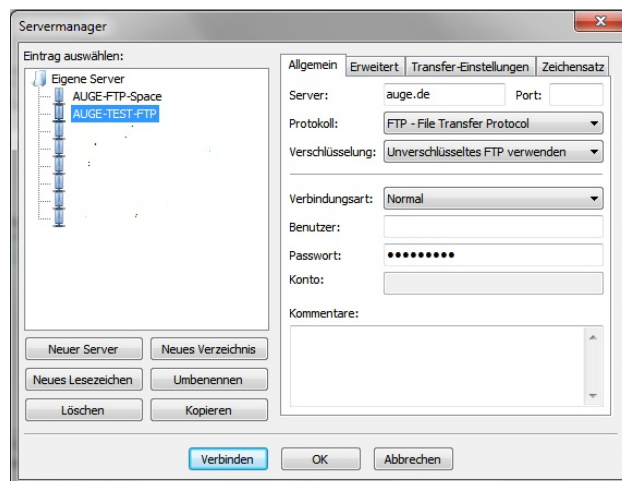 Servermanager
Eintrag auswählen:
Eigene Server
AUGE-FTP-Space
AUGE-TEST-FTP
Neuer Server
Neues Verzeichnis
Neues Lesezeichen
Umbenennen
Löschen
Kopieren
Allgemein
Erweitert
Transfer-Einstellungen
Zeichensatz
Server:
auge.de
Port:
Protokoll:
FTP - File Transfer Protocol
Verschlüsselung:
Unverschlüsseltes FTP verwenden
Verbindungsart:
Normal
Benutzer:
Passwort:
●●●●●●●●●
Konto:
Kommentare:
Verbinden
OK
Abbrechen